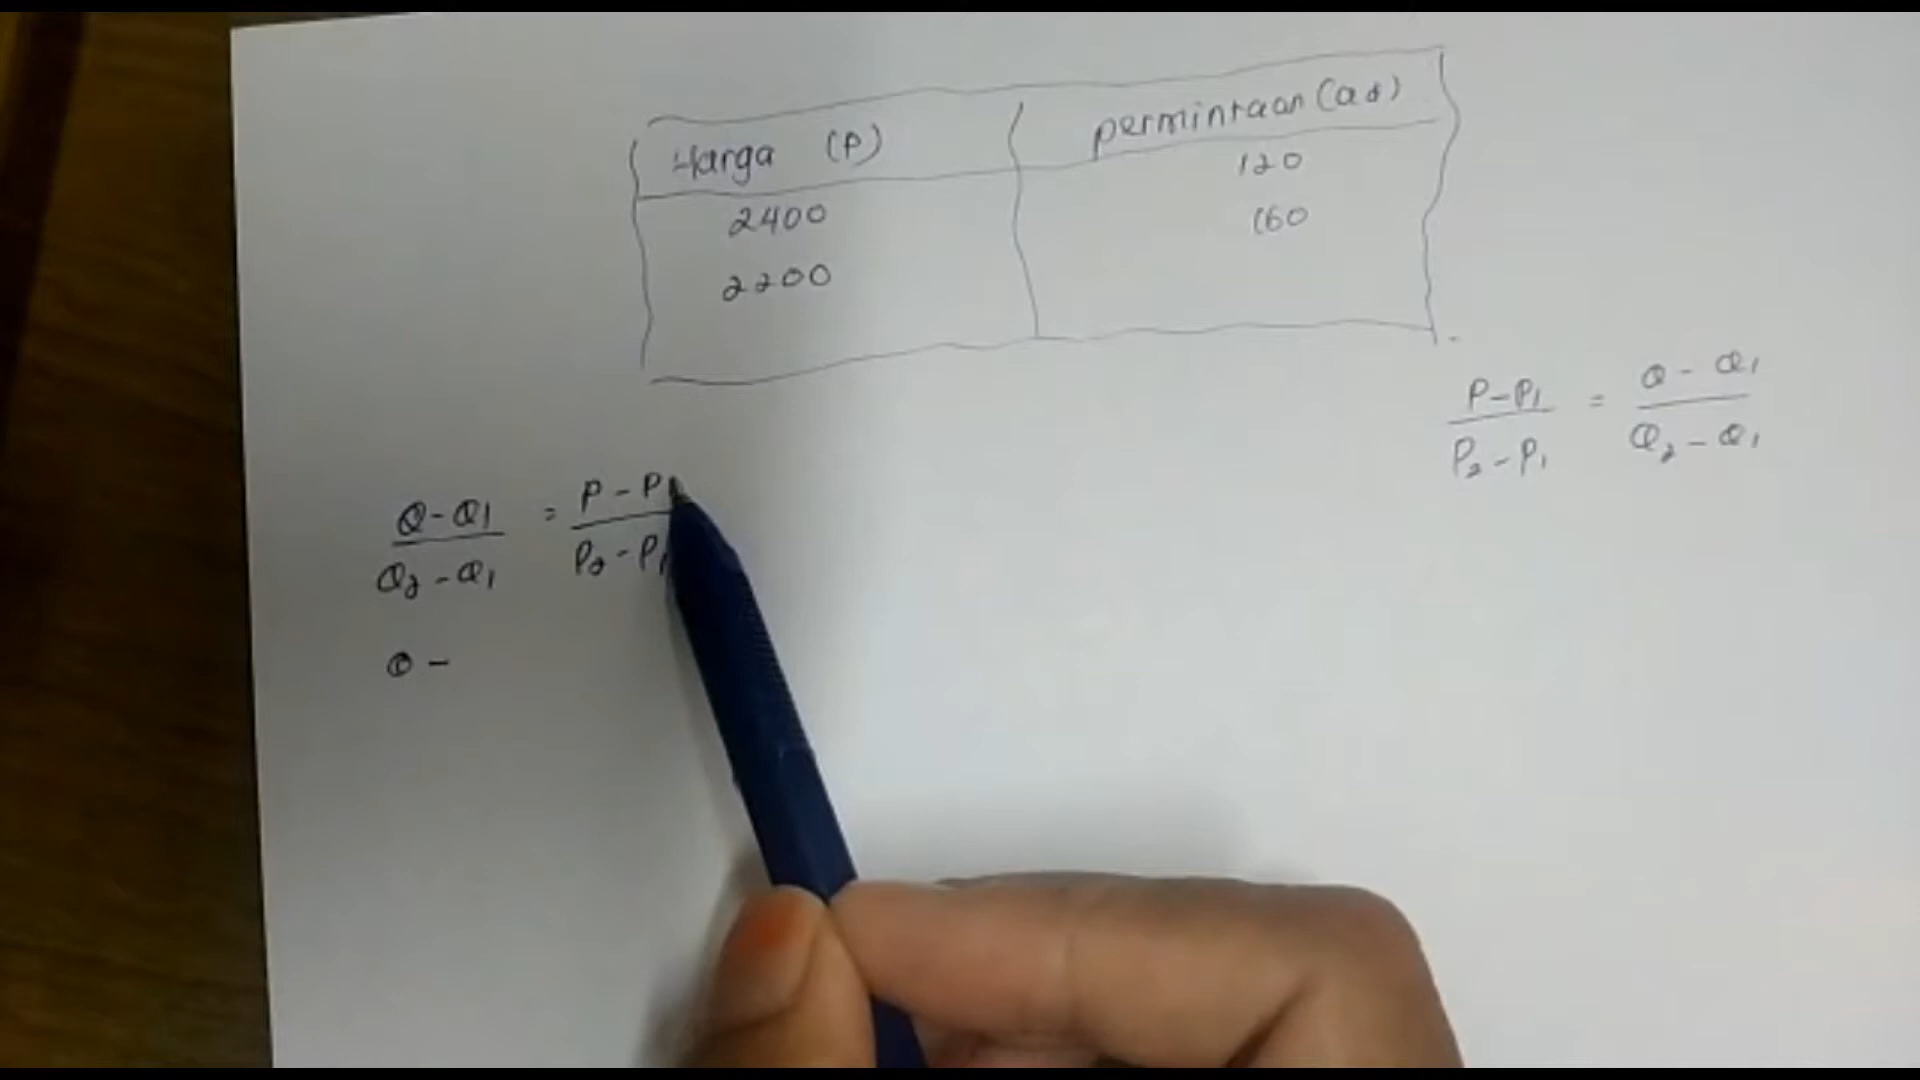 Harga (P) permintaan (Qd)
2400 120
2200 160
P - P1 / P2 - P1 = Q - Q1 / Q2 - Q1
Q - Q1 / Q2 - Q1 = P - P1 / P2 - P1
Q -